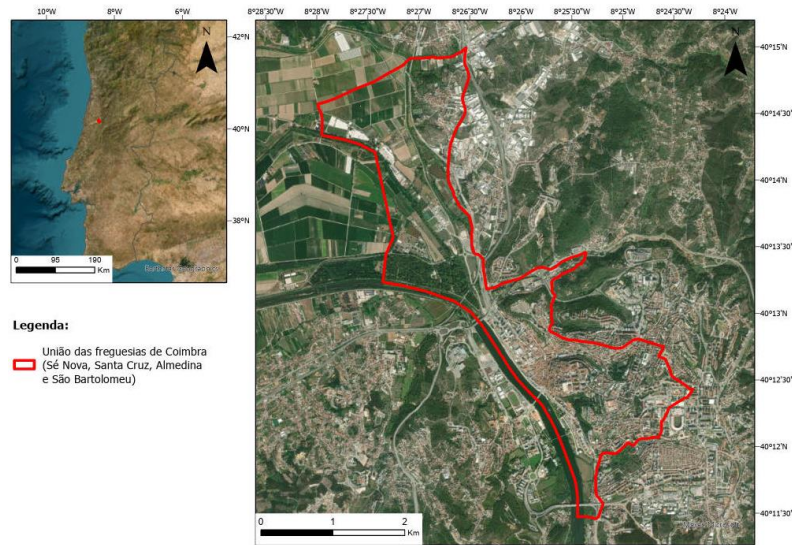 10°W 8°W 6°W
N
42°N
40°N
38°N
0 95 190
Km
Legenda:
União das freguesias de Coimbra
(Sé Nova, Santa Cruz, Almedina
e São Bartolomeu)
8°28'30"W 8°28'W 8°27'30"W 8°27'W 8°26'30"W 8°26'W 8°25'30"W 8°25'W 8°24'30"W 8°24'W
N
40°15'N
40°14'30"N
40°14'N
40°13'30"N
40°13'N
40°12'30"N
40°12'N
40°11'30"N
0 1 2
Km